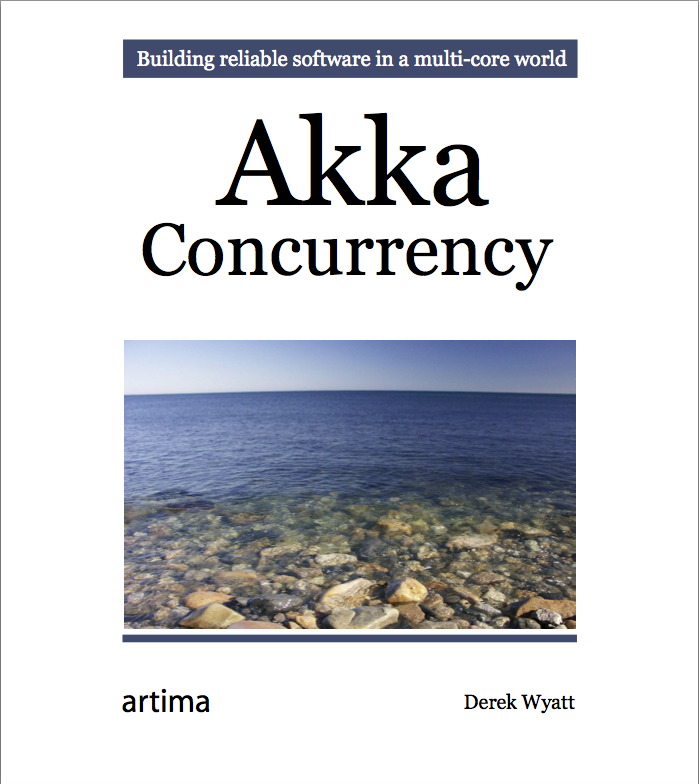 Building reliable software in a multi-core world
Akka
Concurrency
artima
Derek Wyatt